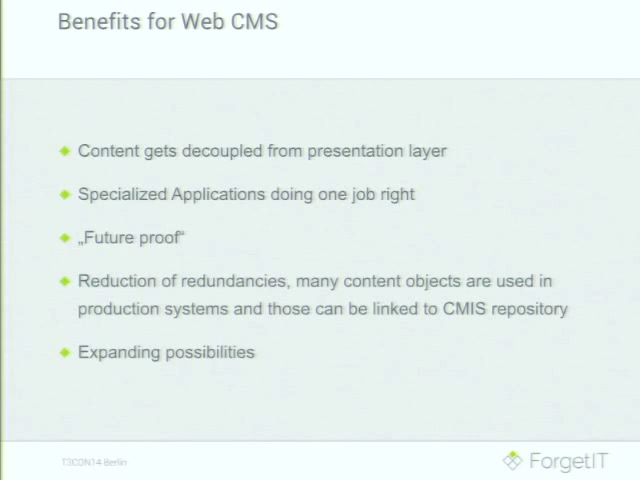 Benefits for Web CMS
Content gets decoupled from presentation layer
Specialized Applications doing one job right
„Future proof“
Reduction of redundancies, many content objects are used in
production systems and those can be linked to CMIS repository
Expanding possibilities
T3CON14 Berlin
ForgetIT